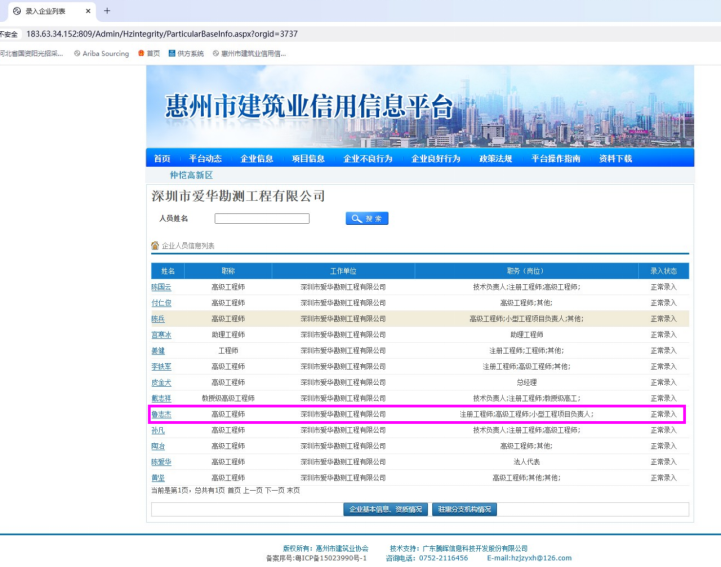 录入企业列表 × +
不安全 183.63.34.152:809/Admin/Hzintegrity/ParticularBaseInfo.aspx?orgid=3737
Ariba Sourcing 首页 供方系统 惠州市建筑业信用信...
惠州市建筑业信用信息平台
首页 平台动态 企业信息 项目信息 企业不良行为 企业良好行为 政策法规 平台操作指南 资料下载
仲恺高新区
深圳市爱华勘测工程有限公司
人员姓名 搜 索
企业人员信息列表
姓名 职称 工作单位 职务（岗位） 录入状态
韩国云 高级工程师 深圳市爱华勘测工程有限公司 技术负责人;注册工程师;高级工程师; 正常录入
付仁俊 高级工程师 深圳市爱华勘测工程有限公司 高级工程师;其他; 正常录入
陈兵 高级工程师 深圳市爱华勘测工程有限公司 高级工程师;小型工程项目负责人;其他; 正常录入
宫寒冰 助理工程师 深圳市爱华勘测工程有限公司 助理工程师 正常录入
姜健 工程师 深圳市爱华勘测工程有限公司 注册工程师;工程师;其他; 正常录入
李轶军 高级工程师 深圳市爱华勘测工程有限公司 注册工程师;高级工程师;其他; 正常录入
皮金犬 高级工程师 深圳市爱华勘测工程有限公司 总经理 正常录入
戴志祥 教授级高级工程师 深圳市爱华勘测工程有限公司 技术负责人;注册工程师;教授级高工; 正常录入
鲁志杰 高级工程师 深圳市爱华勘测工程有限公司 注册工程师;高级工程师;小型工程项目负责人; 正常录入
孙凡 高级工程师 深圳市爱华勘测工程有限公司 技术负责人;注册工程师;高级工程师; 正常录入
陶冶 高级工程师 深圳市爱华勘测工程有限公司 高级工程师;其他; 正常录入
陈爱华 高级工程师 深圳市爱华勘测工程有限公司 法人代表 正常录入
黄坚 高级工程师 深圳市爱华勘测工程有限公司 高级工程师;其他;其他; 正常录入
当前是第1页，总共有1页 首页 上一页 下一页 末页
企业基本信息、资质情况 驻惠分支机构情况
版权所有：惠州市建筑业协会 技术支持：广东鹏晖信息科技开发股份有限公司
备案序号:粤ICP备15023990号-1 咨询电话：0752-2116456 E-mail:hzjzyxh@126.com